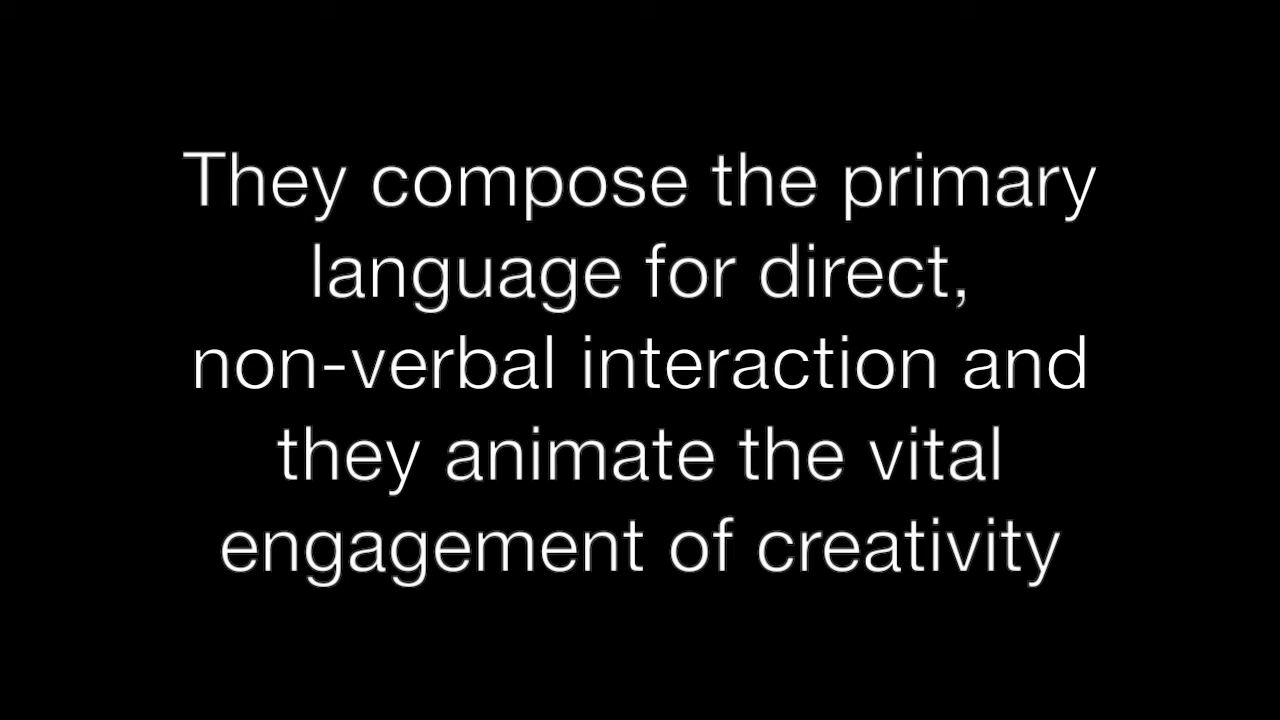 They compose the primary
language for direct,
non-verbal interaction and
they animate the vital
engagement of creativity